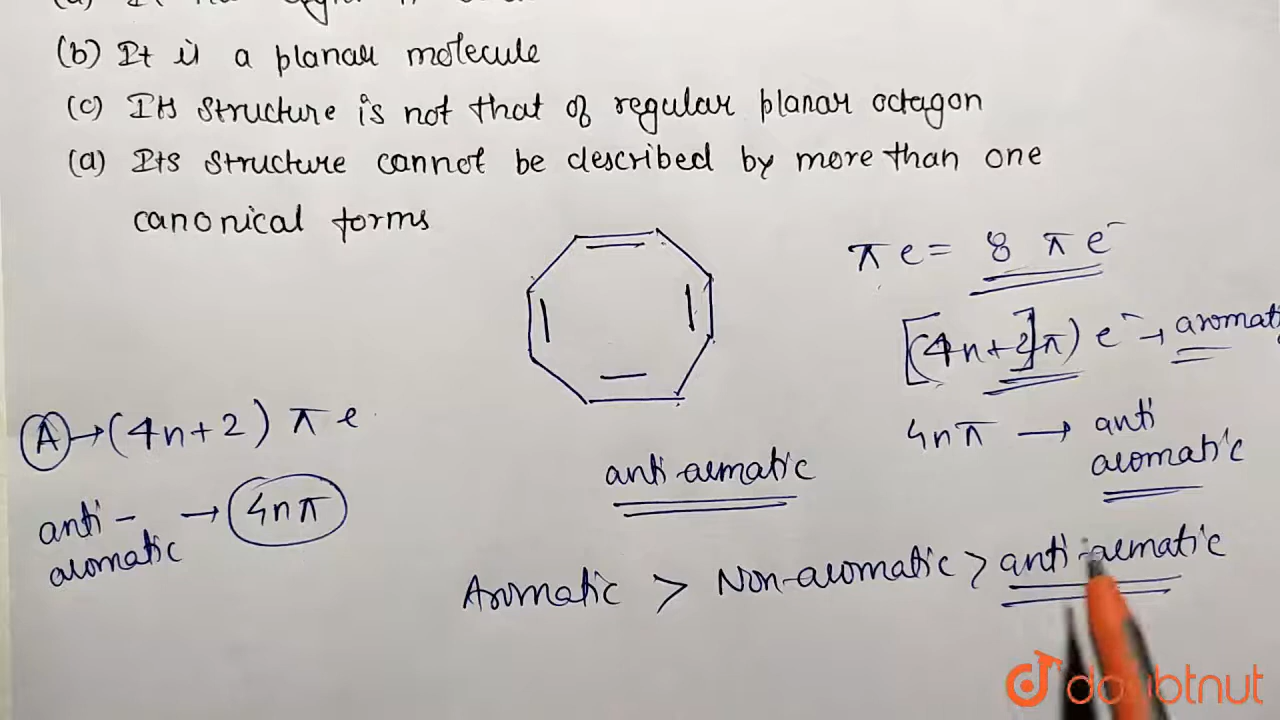 (b) It is a planar molecule
(c) Its structure is not that of regular planar octagon
(a) Its structure cannot be described by more than one
canonical forms
π e = 8 π e⁻
[(4n+2]π) e⁻ → aromati
4nπ → anti
aromatic
A → (4n+2) π e
anti- → 4nπ
aromatic
anti-aromatic
Aromatic > Non-aromatic > anti-aromatic
doubtnut